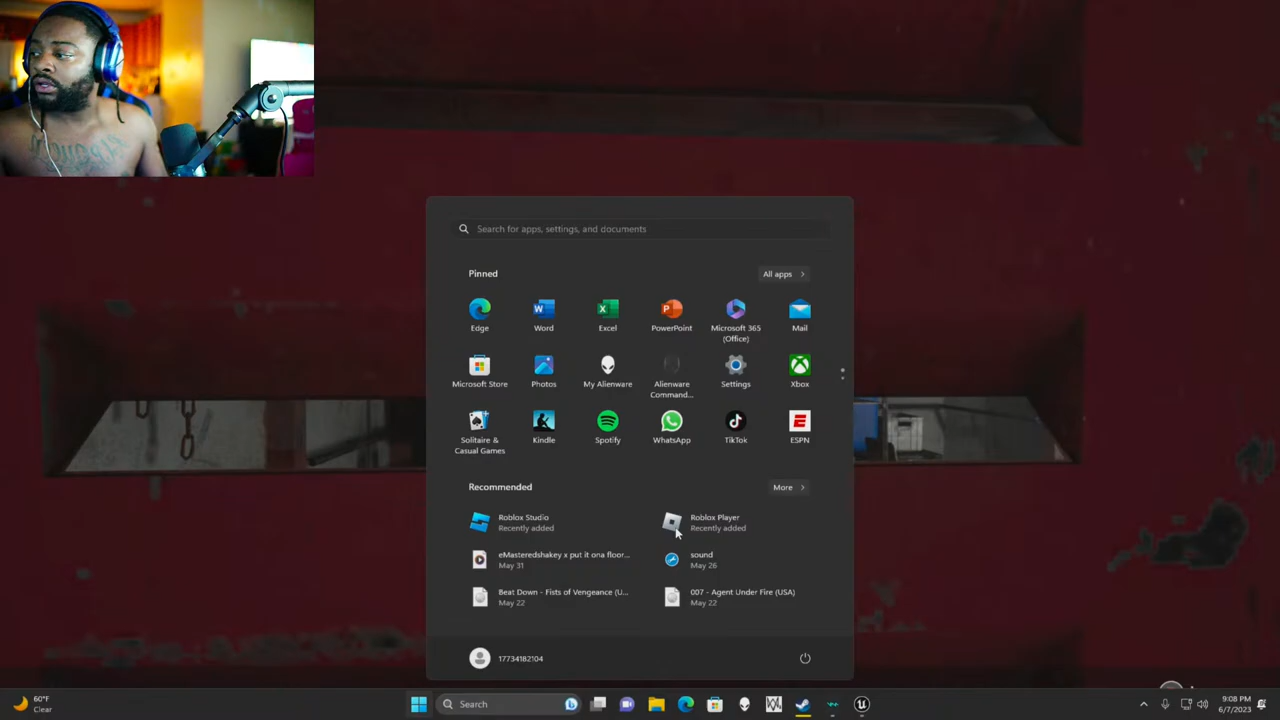 Search for apps, settings, and documents
Pinned
All apps
Edge
Word
Excel
PowerPoint
Microsoft 365
(Office)
Mail
Microsoft Store
Photos
My Alienware
Alienware
Command...
Settings
Xbox
Solitaire &
Casual Games
Kindle
Spotify
WhatsApp
TikTok
ESPN
Recommended
More
Roblox Studio
Recently added
Roblox Player
Recently added
eMasteredshakey x put it ona floor...
May 31
sound
May 26
Beat Down - Fists of Vengeance (U...
May 22
007 - Agent Under Fire (USA)
May 22
17734182104
60°F
Clear
Search
9:08 PM
6/7/2023